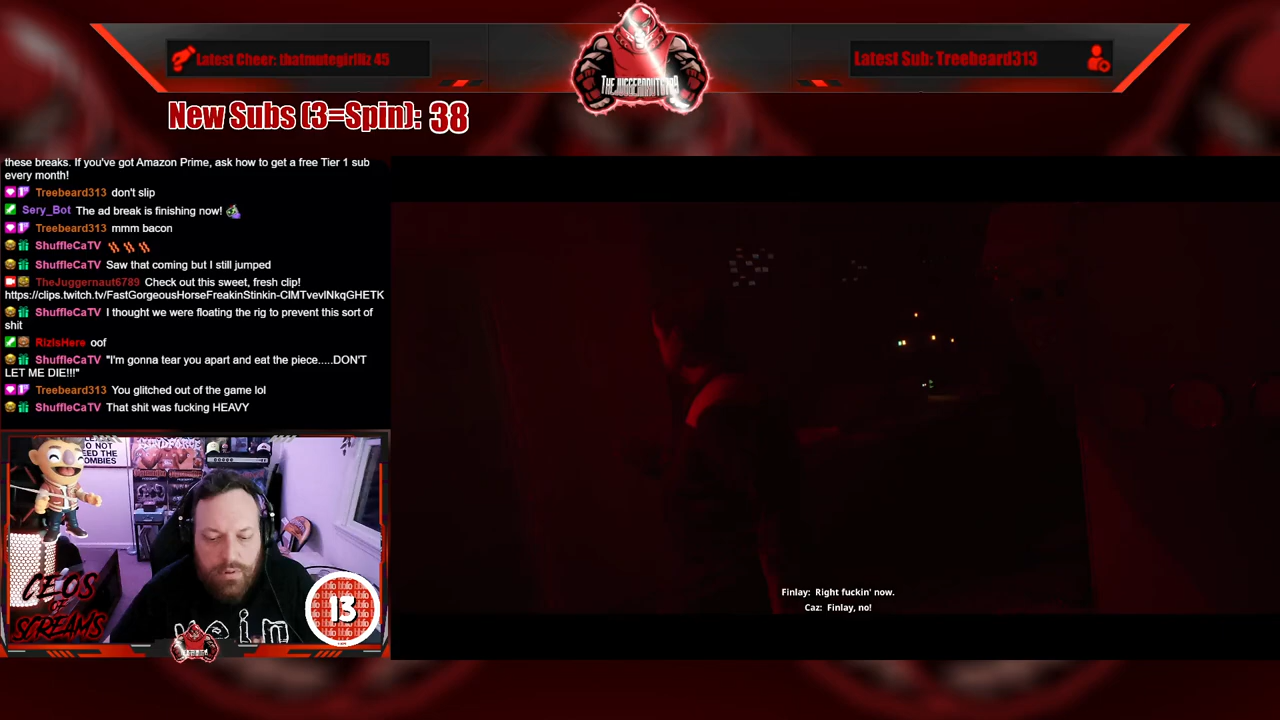 Latest Cheer: thatmutegirlliz 45
THEJUGGERNAUT6789
Latest Sub: Treebeard313
New Subs (3=Spin): 38
these breaks. If you've got Amazon Prime, ask how to get a free Tier 1 sub
every month!
Treebeard313 don't slip
Sery_Bot The ad break is finishing now!
Treebeard313 mmm bacon
ShuffleCaTV
ShuffleCaTV Saw that coming but I still jumped
TheJuggernaut6789 Check out this sweet, fresh clip!
https://clips.twitch.tv/FastGorgeousHorseFreakinStinkin-ClMTvevlNkqGHETK
ShuffleCaTV I thought we were floating the rig to prevent this sort of
shit
RizIsHere oof
ShuffleCaTV "I'm gonna tear you apart and eat the piece.....DON'T
LET ME DIE!!!"
Treebeard313 You glitched out of the game lol
ShuffleCaTV That shit was fucking HEAVY
DO NOT
FEED THE
ZOMBIES
CEOS
OF
SCREAMS
13
Finlay: Right fuckin' now.
Caz: Finlay, no!